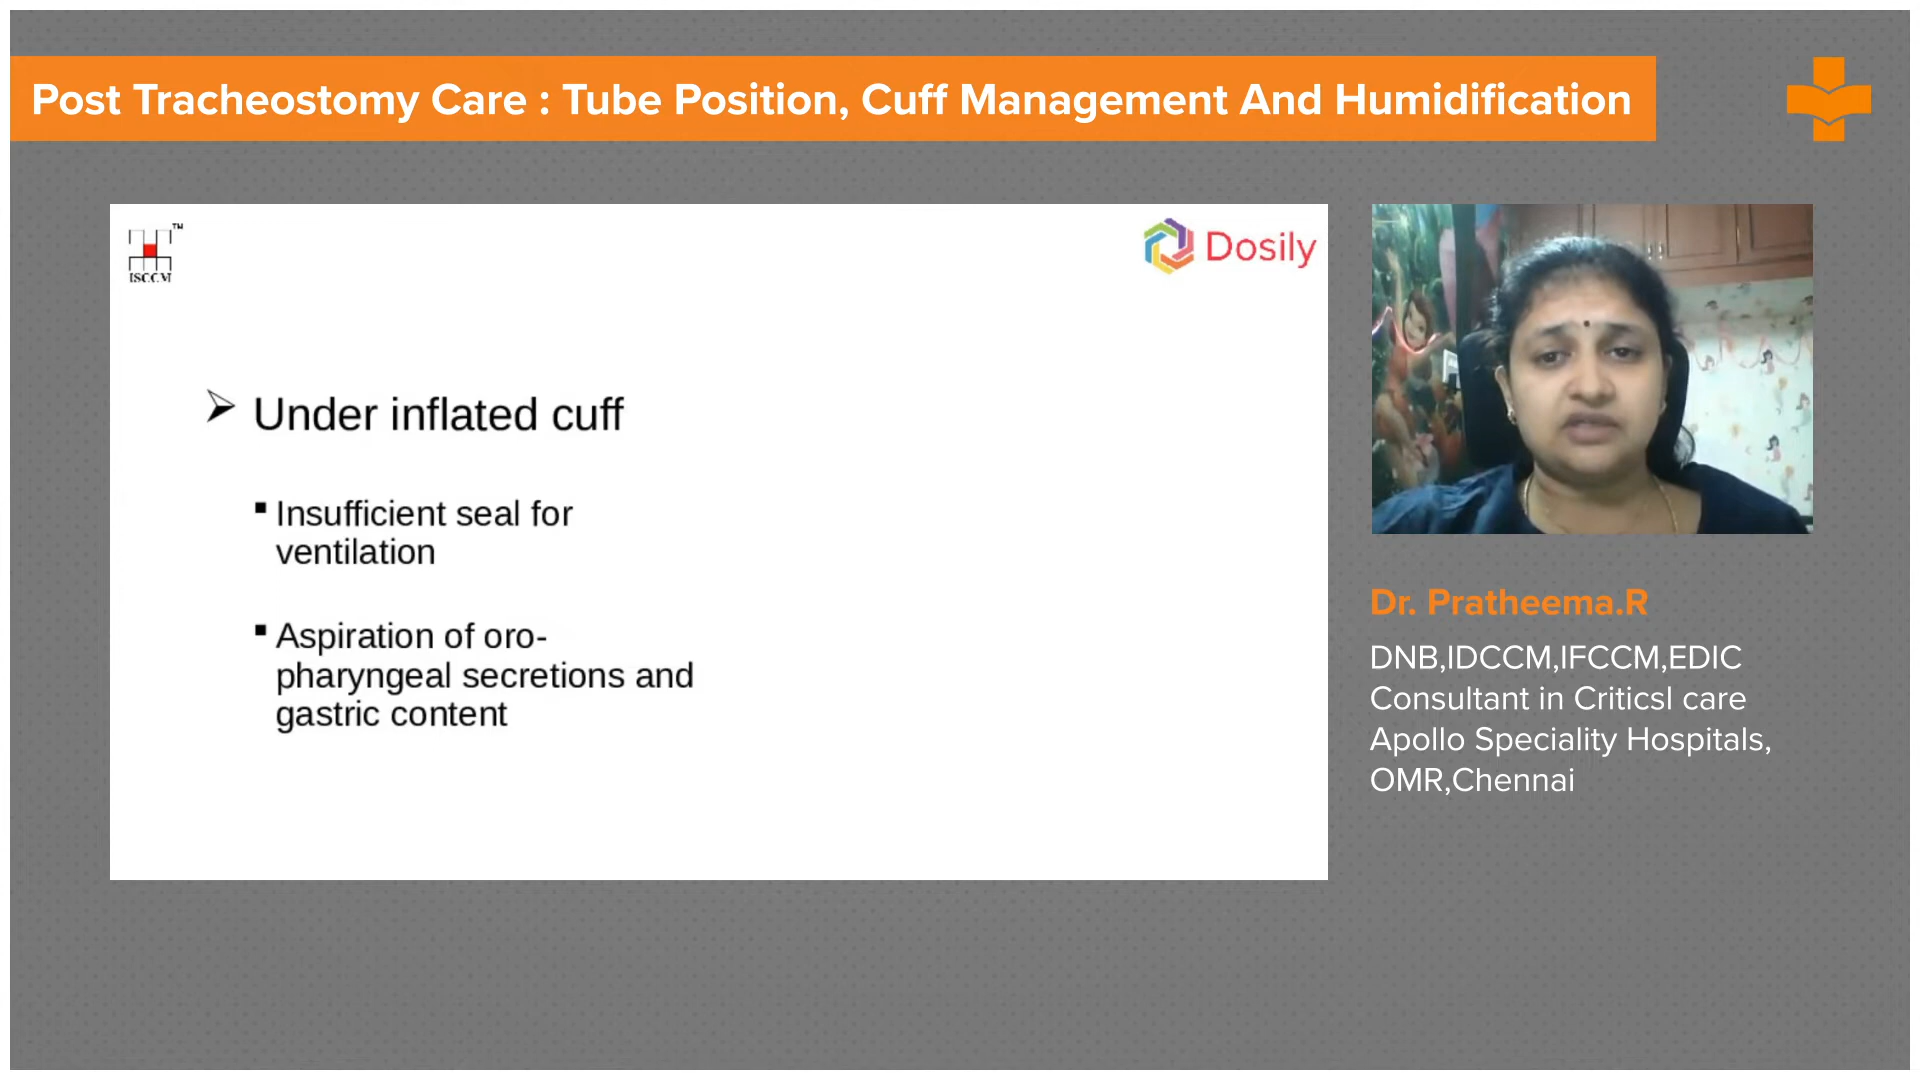 Post Tracheostomy Care : Tube Position, Cuff Management And Humidification
TM
ISCCM
Dosily
Under inflated cuff
Insufficient seal for
ventilation
Aspiration of oro-
pharyngeal secretions and
gastric content
Dr. Pratheema.R
DNB,IDCCM,IFCCM,EDIC
Consultant in Criticsl care
Apollo Speciality Hospitals,
OMR,Chennai